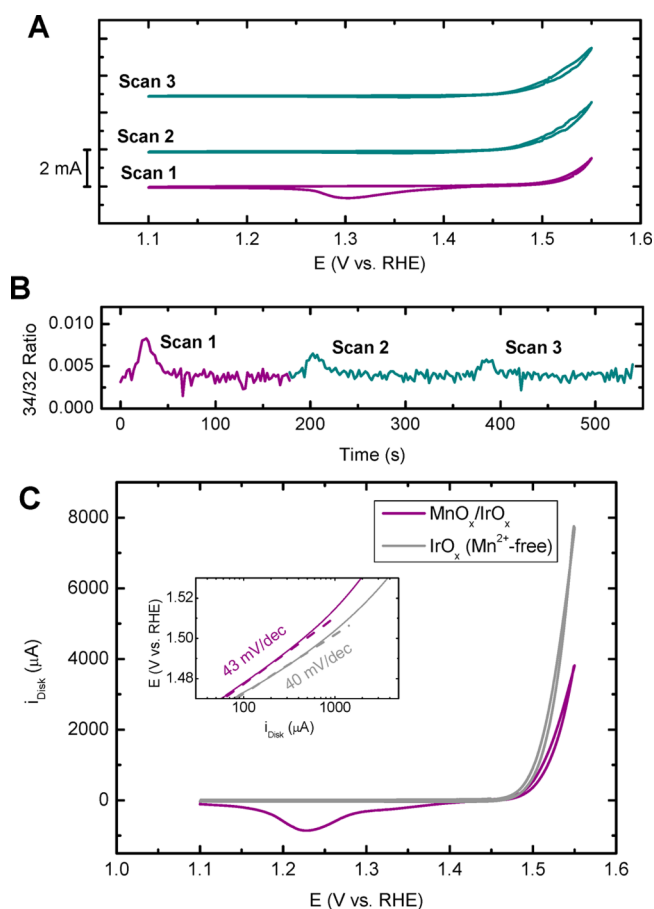 A
Scan 3
Scan 2
2 mA
Scan 1
1.1 1.2 1.3 1.4 1.5 1.6
E (V vs. RHE)
B
34/32 Ratio
0.010
0.005
0.000
Scan 1
Scan 2
Scan 3
0 100 200 300 400 500
Time (s)
C
8000
7000
6000
5000
4000
3000
2000
1000
0
i_Disk (μA)
MnOₓ/IrOₓ
IrOₓ (Mn²⁺-free)
E (V vs. RHE)
1.52
1.50
1.48
43 mV/dec
40 mV/dec
100 1000
i_Disk (μA)
1.0 1.1 1.2 1.3 1.4 1.5 1.6
E (V vs. RHE)